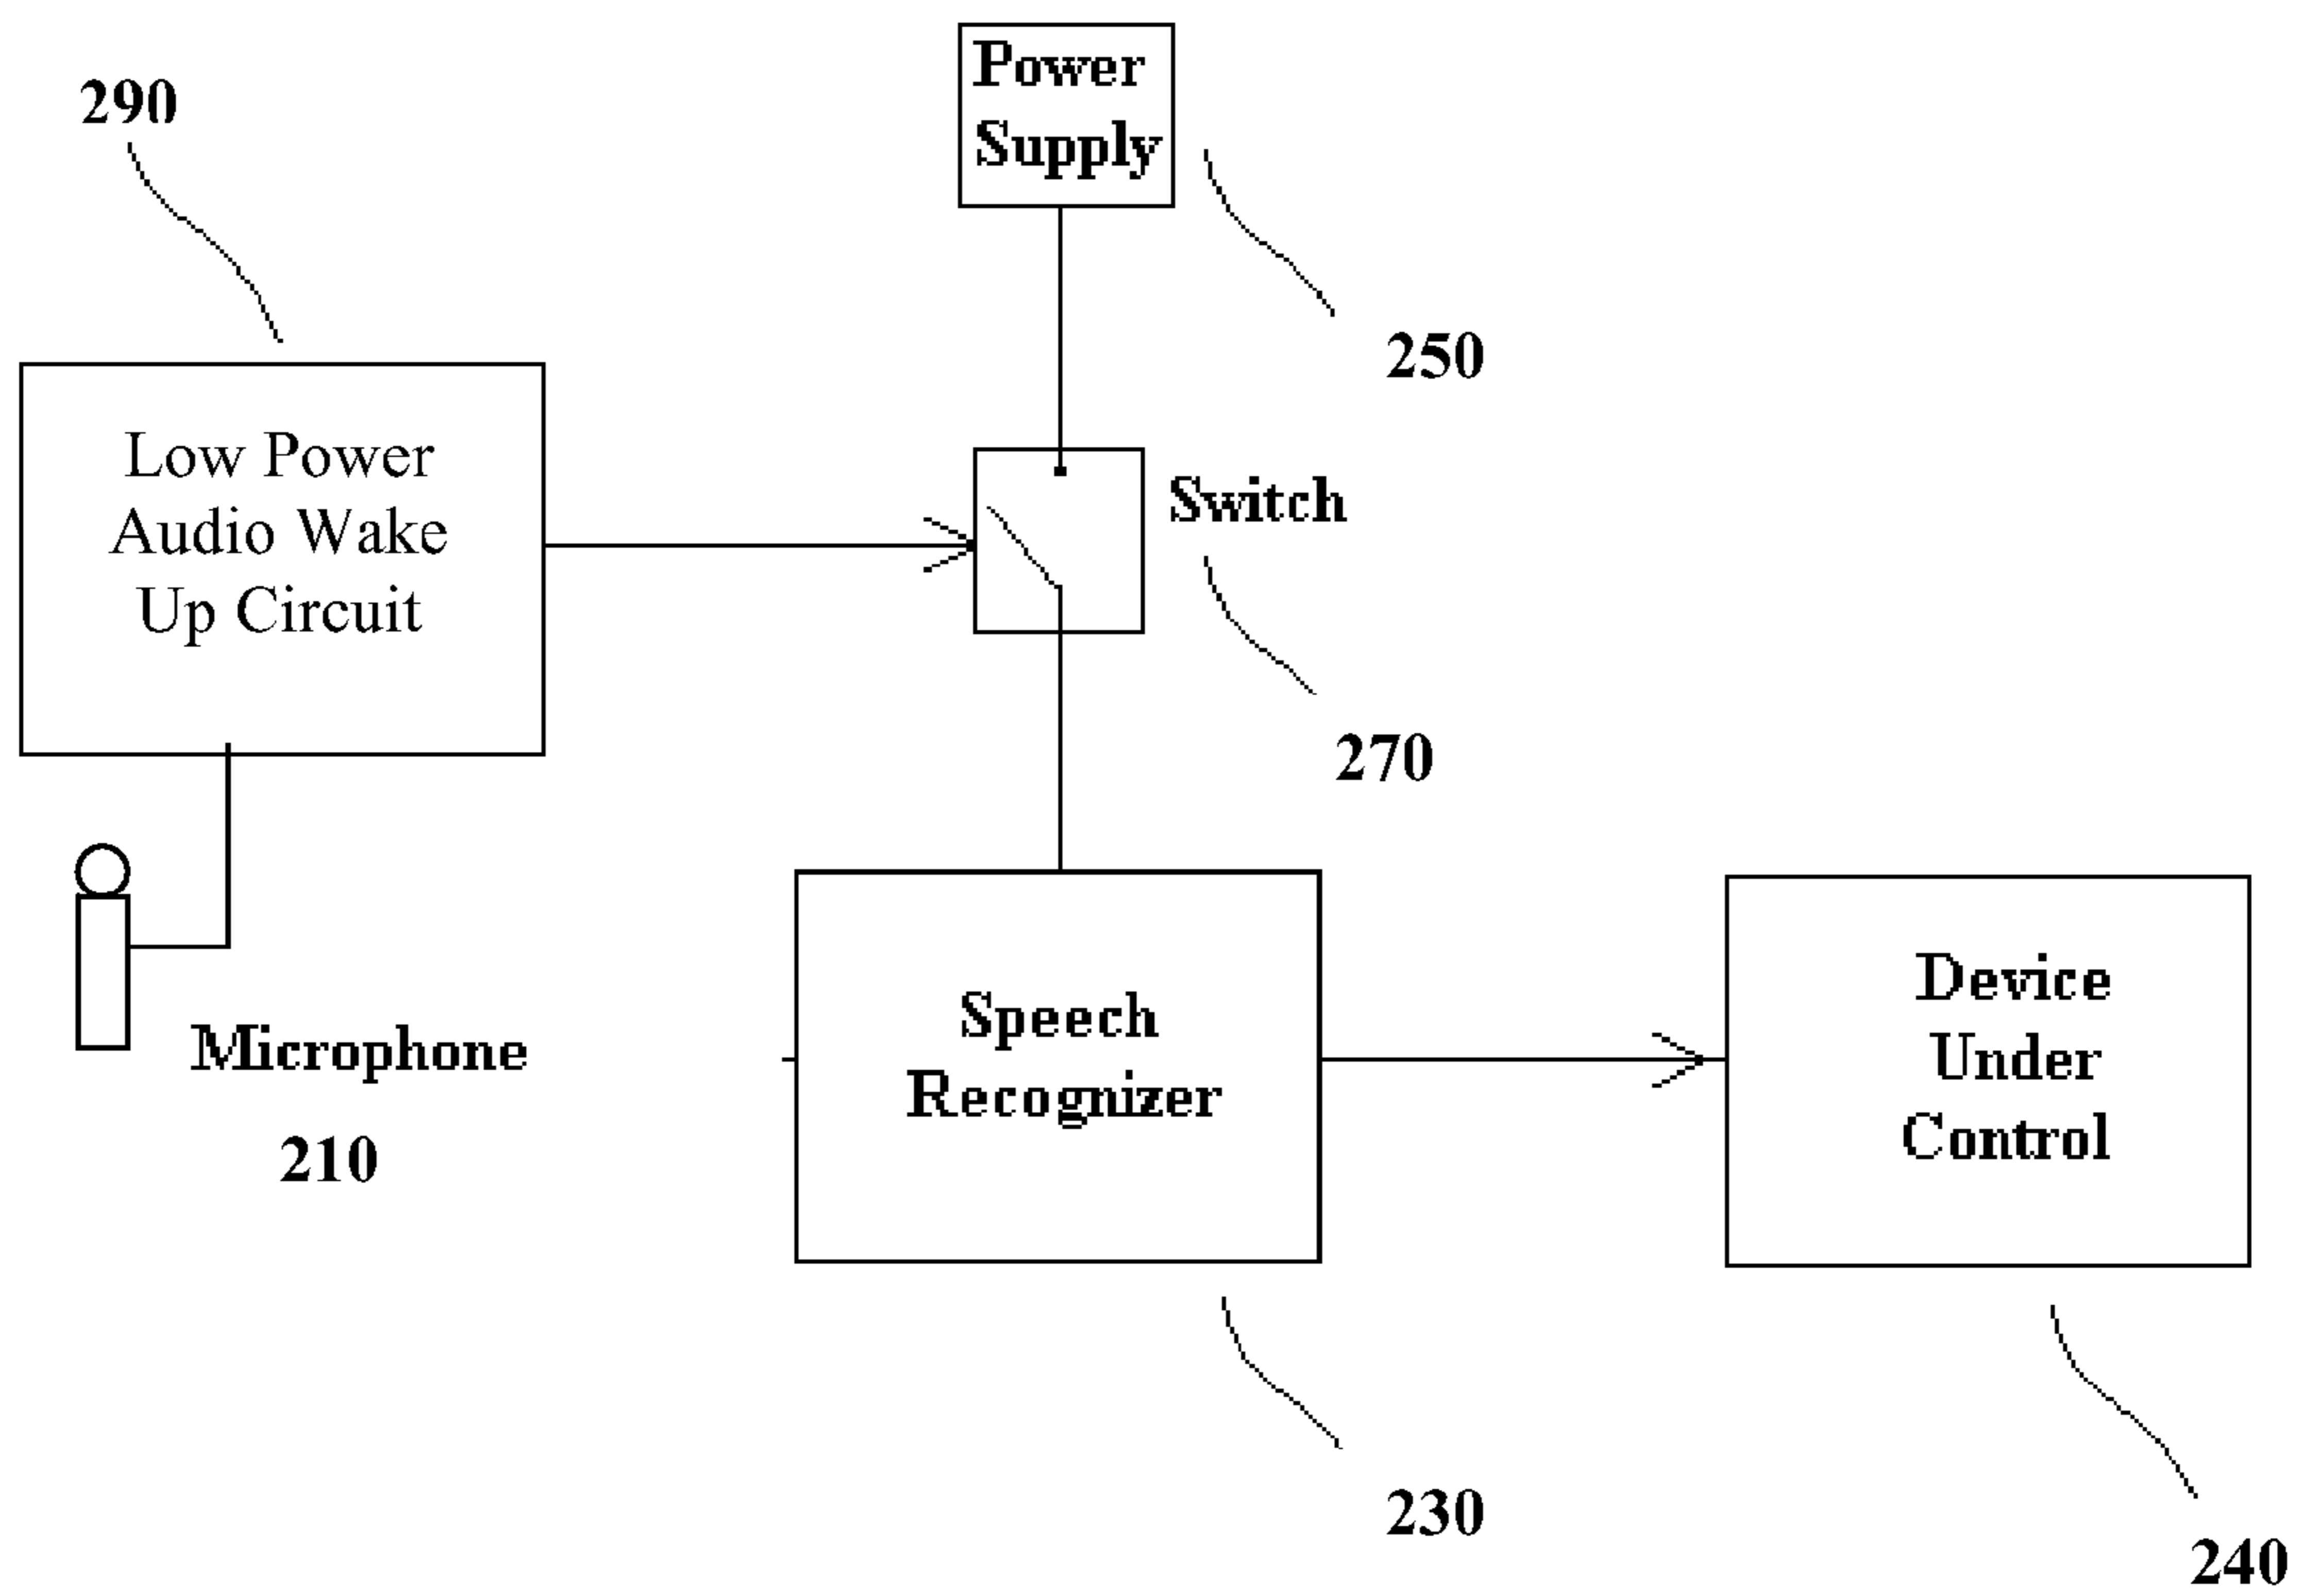 290
Power
Supply
250
Low Power
Audio Wake
Up Circuit
Switch
270
Microphone
210
Speech
Recognizer
230
Device
Under
Control
240